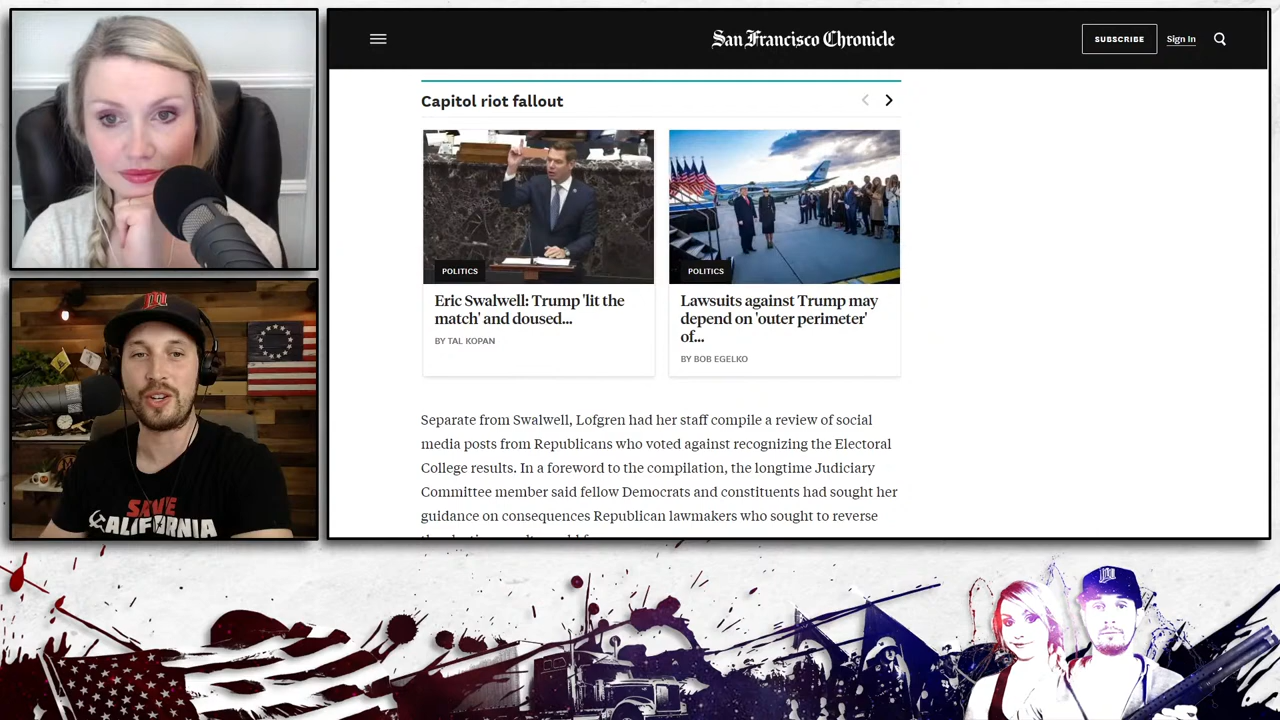 San Francisco Chronicle
SUBSCRIBE
Sign In
Capitol riot fallout
POLITICS
Eric Swalwell: Trump 'lit the
match' and doused...
BY TAL KOPAN
POLITICS
Lawsuits against Trump may
depend on 'outer perimeter'
of...
BY BOB EGELKO
Separate from Swalwell, Lofgren had her staff compile a review of social
media posts from Republicans who voted against recognizing the Electoral
College results. In a foreword to the compilation, the longtime Judiciary
Committee member said fellow Democrats and constituents had sought her
guidance on consequences Republican lawmakers who sought to reverse
CALIFORNIA